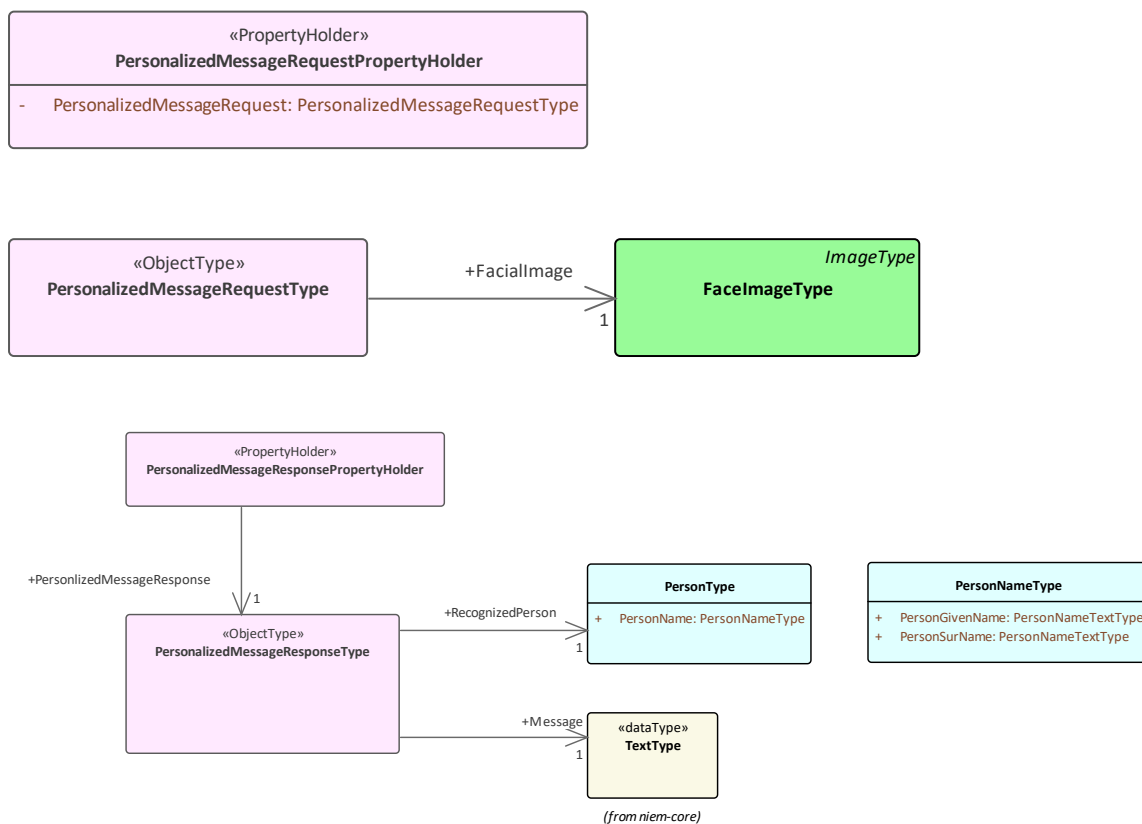 «PropertyHolder»
PersonalizedMessageRequestPropertyHolder
- PersonalizedMessageRequest: PersonalizedMessageRequestType
«ObjectType»
PersonalizedMessageRequestType
+FacialImage
1
ImageType
FaceImageType
«PropertyHolder»
PersonalizedMessageResponsePropertyHolder
+PersonlizedMessageResponse
1
«ObjectType»
PersonalizedMessageResponseType
+RecognizedPerson
1
PersonType
+ PersonName: PersonNameType
PersonNameType
+ PersonGivenName: PersonNameTextType
+ PersonSurName: PersonNameTextType
+Message
1
«dataType»
TextType
(from niem-core)